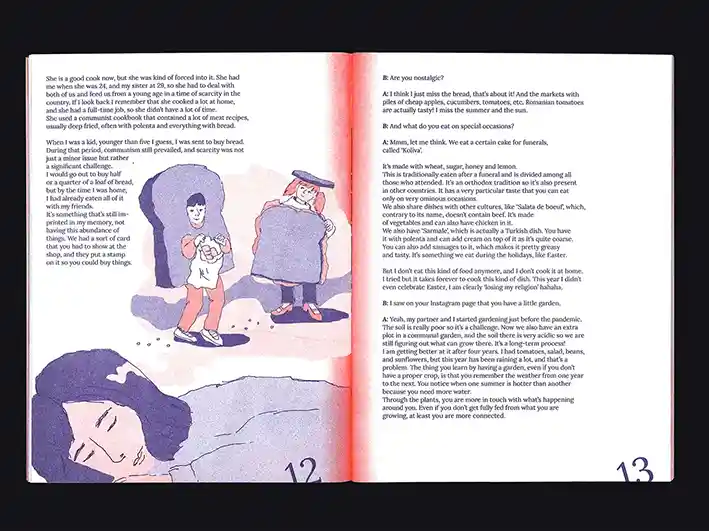 She is a good cook now, but she was kind of forced into it. She had
me when she was 24, and my sister at 29, so she had to deal with
both of us and feed us from a young age in a time of scarcity in the
country. If I look back I remember that she cooked a lot at home,
and she had a full-time job, so she didn't have a lot of time.
She used a communist cookbook that contained a lot of meat recipes,
usually deep fried, often with polenta and everything with bread.
When I was a kid, younger than five I guess, I was sent to buy bread.
During that period, communism still prevailed, and scarcity was not
just a minor issue but rather
a significant challenge.
I would go out to buy half
or a quarter of a loaf of bread,
but by the time I was home,
I had already eaten all of it
with my friends.
It's something that's still im-
printed in my memory, not
having this abundance of
things. We had a sort of card
that you had to show at the
shop, and they put a stamp
on it so you could buy things.
12
B: Are you nostalgic?
A: I think I just miss the bread, that's about it! And the markets with
piles of cheap apples, cucumbers, tomatoes, etc. Romanian tomatoes
are actually tasty! I miss the summer and the sun.
B: And what do you eat on special occasions?
A: Mmm, let me think. We eat a certain cake for funerals,
called 'Koliva'.
It's made with wheat, sugar, honey and lemon.
This is traditionally eaten after a funeral and is divided among all
those who attended. It's an orthodox tradition so it's also present
in other countries. It has a very particular taste that you can eat
only on very ominous occasions.
We also share dishes with other cultures, like 'Salata de boeuf', which,
contrary to its name, doesn't contain beef. It's made
of vegetables and can also have chicken in it.
We also have 'Sarmale', which is actually a Turkish dish. You have
it with polenta and can add cream on top of it as it's quite coarse.
You can also add sausages to it, which makes it pretty greasy
and tasty. It's something we eat during the holidays, like Easter.
But I don't eat this kind of food anymore, and I don't cook it at home.
I tried but it takes forever to cook this kind of dish. This year I didn't
even celebrate Easter, I am clearly 'losing my religion' hahaha.
B: I saw on your Instagram page that you have a little garden.
A: Yeah, my partner and I started gardening just before the pandemic.
The soil is really poor so it's a challenge. Now we also have an extra
plot in a communal garden, and the soil there is very acidic so we are
still figuring out what can grow there. It's a long-term process!
I am getting better at it after four years. I had tomatoes, salad, beans,
and sunflowers, but this year has been raining a lot, and that's a
problem. The thing you learn by having a garden, even if you don't
have a proper crop, is that you remember the weather from one year
to the next. You notice when one summer is hotter than another
because you need more water.
Through the plants, you are more in touch with what's happening
around you. Even if you don't get fully fed from what you are
growing, at least you are more connected.
13